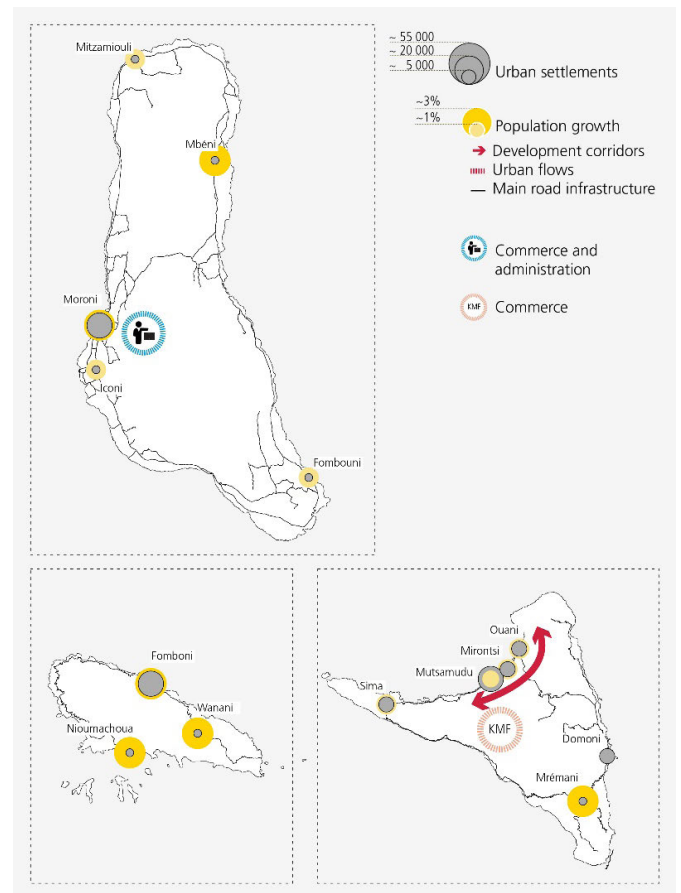 Mitzamiouli
Mbéni
Moroni
Iconi
Fombouni
~ 55 000
~ 20 000
~ 5 000
Urban settlements
~3%
~1%
Population growth
Development corridors
Urban flows
Main road infrastructure
Commerce and
administration
KMF
Commerce
Fomboni
Wanani
Nioumachoua
Ouani
Mirontsi
Mutsamudu
Sima
KMF
Domoni
Mrémani